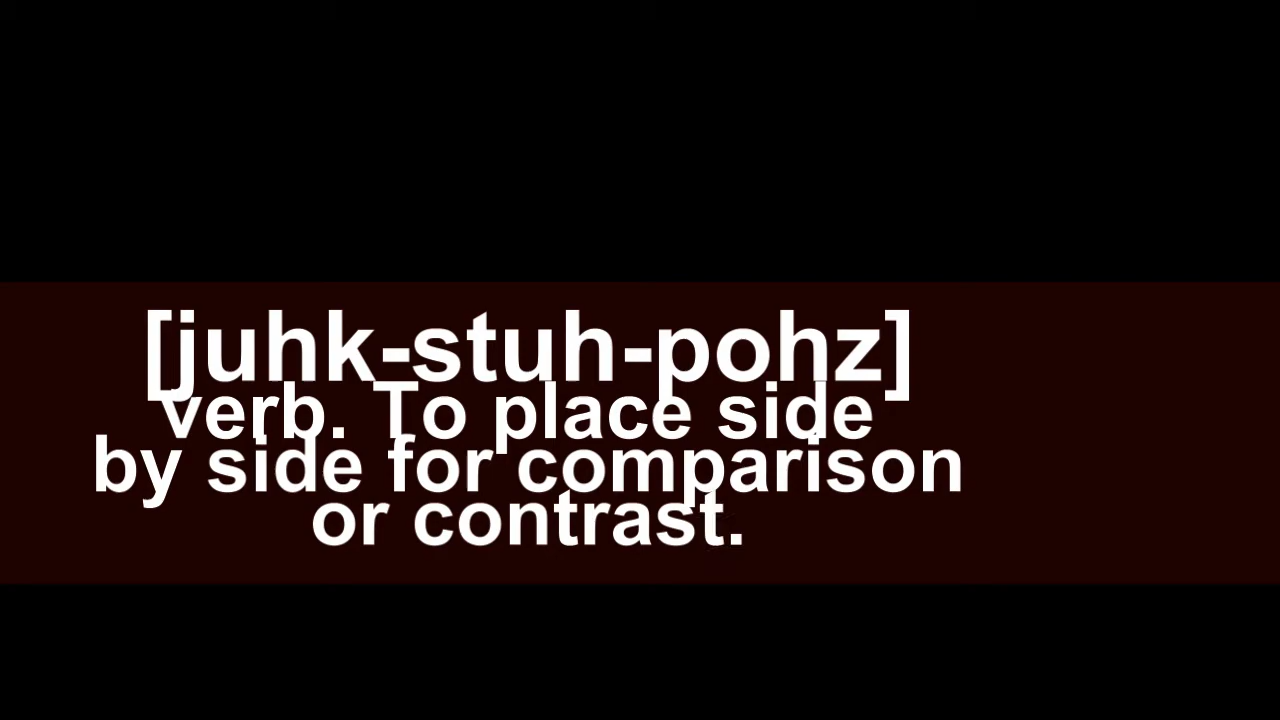 [juhk-stuh-pohz]
verb. To place side
by side for comparison
or contrast.